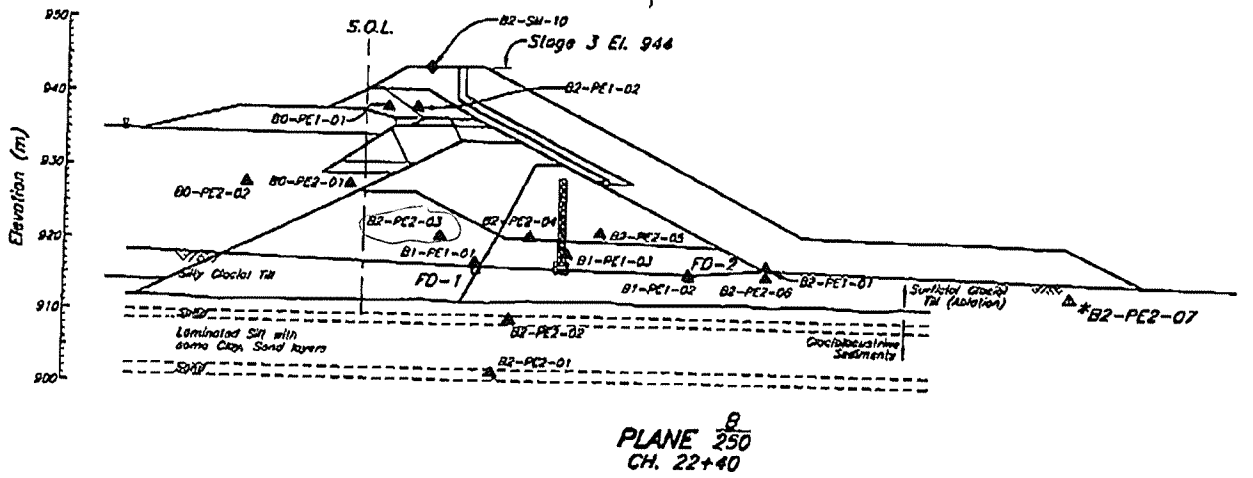 950
940
930
920
910
900
Elevation (m)
S.O.L.
B2-SM-10
Stage 3 El. 944
B2-PE1-02
B0-PE1-01
B0-PE2-02
B0-PE2-01
B2-PE2-03
B2-PE2-04
B2-PE2-05
B1-PE1-01
B1-PE1-03
FD-1
FD-2
B1-PE1-02
B2-PE2-06
B2-PE1-01
Silty Glacial Till
Surficial Glacial
Till (Ablation)
*B2-PE2-07
Sand
B2-PE2-02
Laminated Silt with
some Clay, Sand layers
Glaciolacustrine
Sediments
Sand
B2-PE2-01
PLANE B
250
CH. 22+40